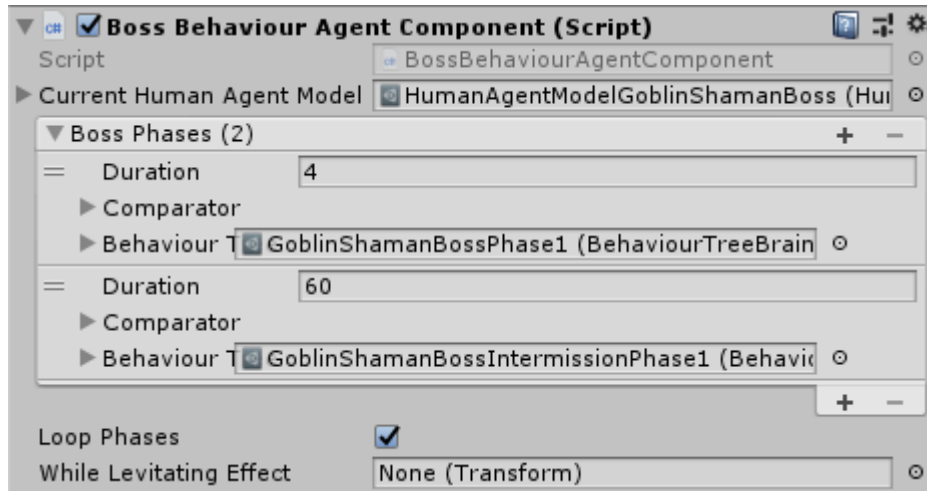 Boss Behaviour Agent Component (Script)
Script BossBehaviourAgentComponent
Current Human Agent Model HumanAgentModelGoblinShamanBoss (Hu
Boss Phases (2) + −
Duration 4
Comparator
Behaviour T GoblinShamanBossPhase1 (BehaviourTreeBrain
Duration 60
Comparator
Behaviour T GoblinShamanBossIntermissionPhase1 (Behavi
+ −
Loop Phases
While Levitating Effect None (Transform)